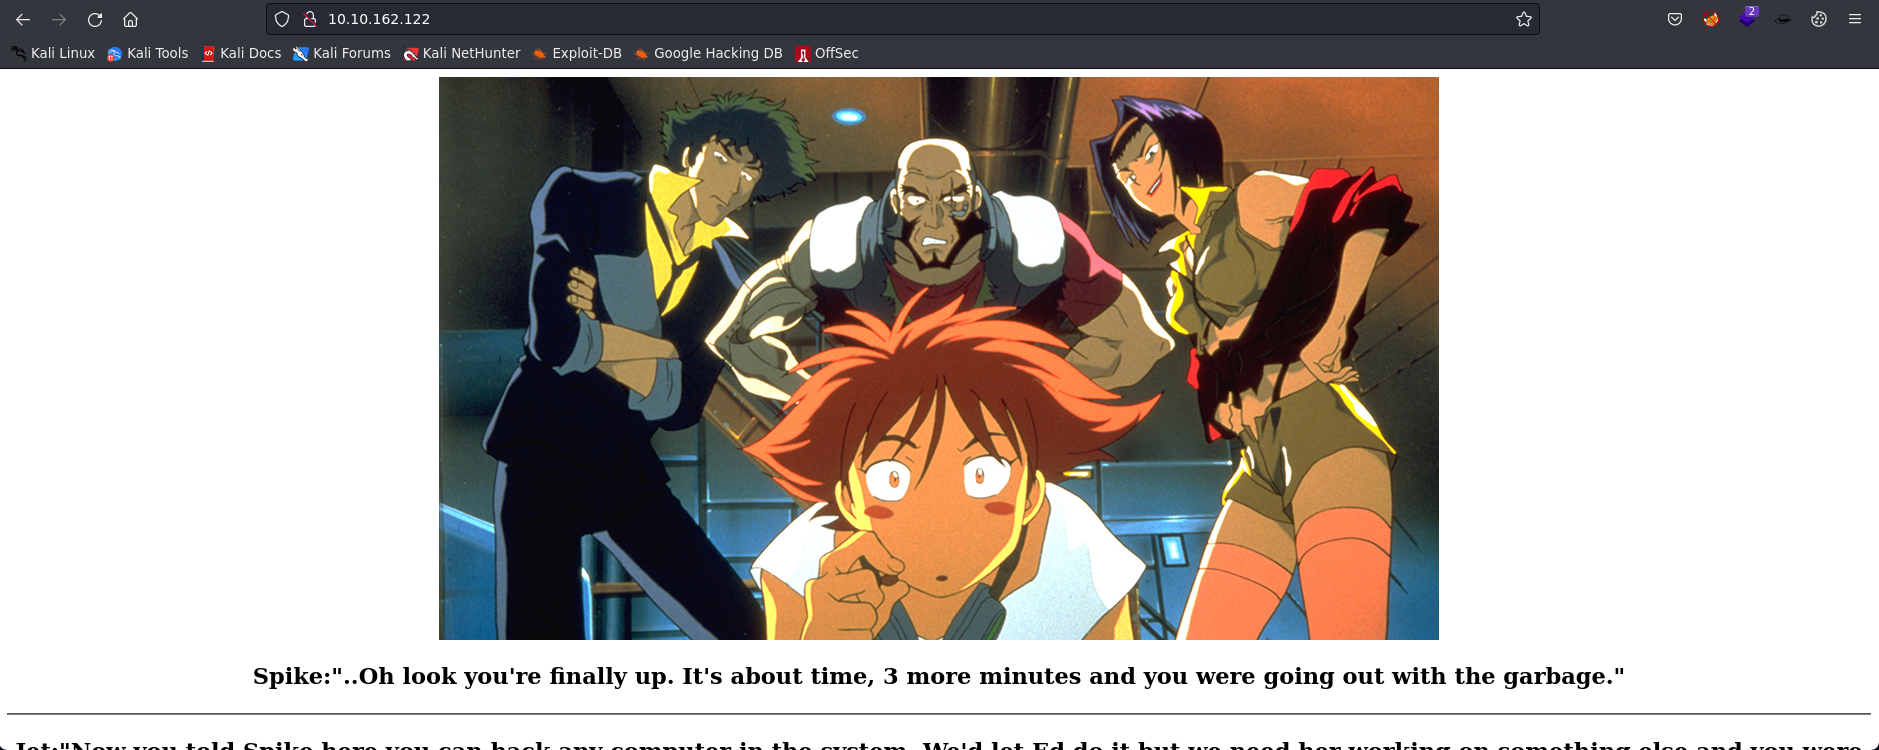 10.10.162.122
2
Kali Linux Kali Tools Kali Docs Kali Forums Kali NetHunter Exploit-DB Google Hacking DB OffSec
Spike:"..Oh look you're finally up. It's about time, 3 more minutes and you were going out with the garbage."
Jet:"Now you told Spike here you can hack any computer in the system. We'd let Ed do it but we need her working on something else and you were